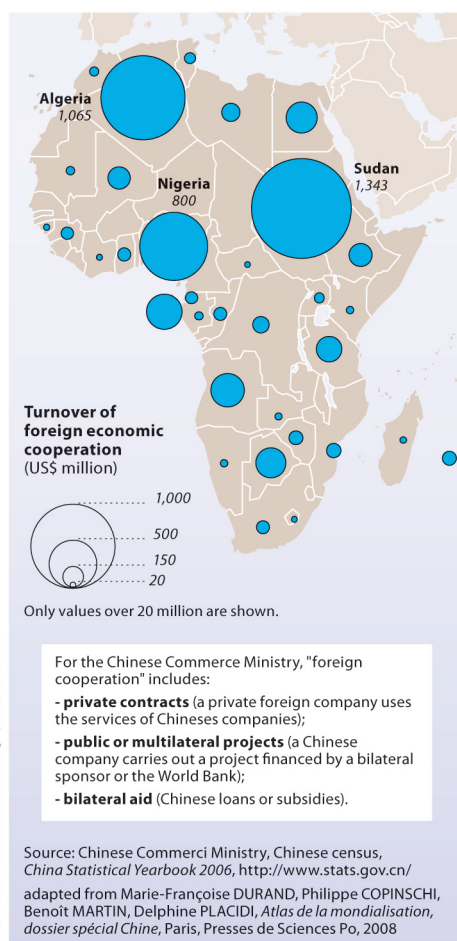 Algeria
1,065
Nigeria
800
Sudan
1,343
Turnover of
foreign economic
cooperation
(US$ million)
1,000
500
150
20
Only values over 20 million are shown.
For the Chinese Commerce Ministry, "foreign
cooperation" includes:
- private contracts (a private foreign company uses
the services of Chineses companies);
- public or multilateral projects (a Chinese
company carries out a project financed by a bilateral
sponsor or the World Bank);
- bilateral aid (Chinese loans or subsidies).
Source: Chinese Commerci Ministry, Chinese census,
China Statistical Yearbook 2006, http://www.stats.gov.cn/
adapted from Marie-Françoise DURAND, Philippe COPINSCHI,
Benoît MARTIN, Delphine PLACIDI, Atlas de la mondialisation,
dossier spécial Chine, Paris, Presses de Sciences Po, 2008